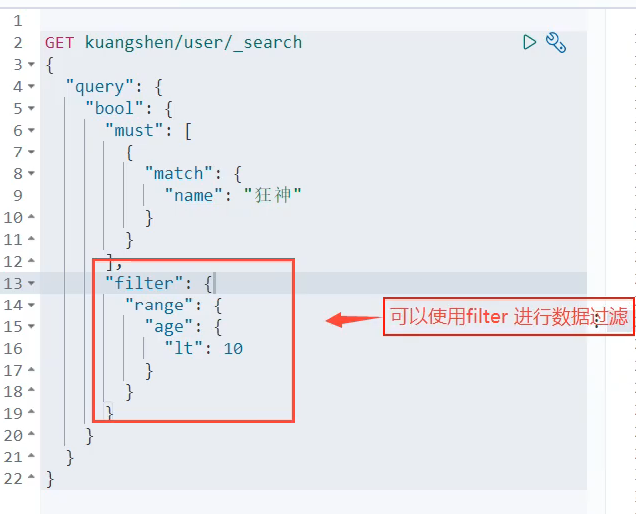 1
2 GET kuangshen/user/_search
3 {
4 "query": {
5 "bool": {
6 "must": [
7 {
8 "match": {
9 "name": "狂神"
10 }
11 }
12 ],
13 "filter": {
14 "range": {
15 "age": {
16 "lt": 10
17 }
18 }
19 }
20 }
21 }
22 }
可以使用filter 进行数据过滤